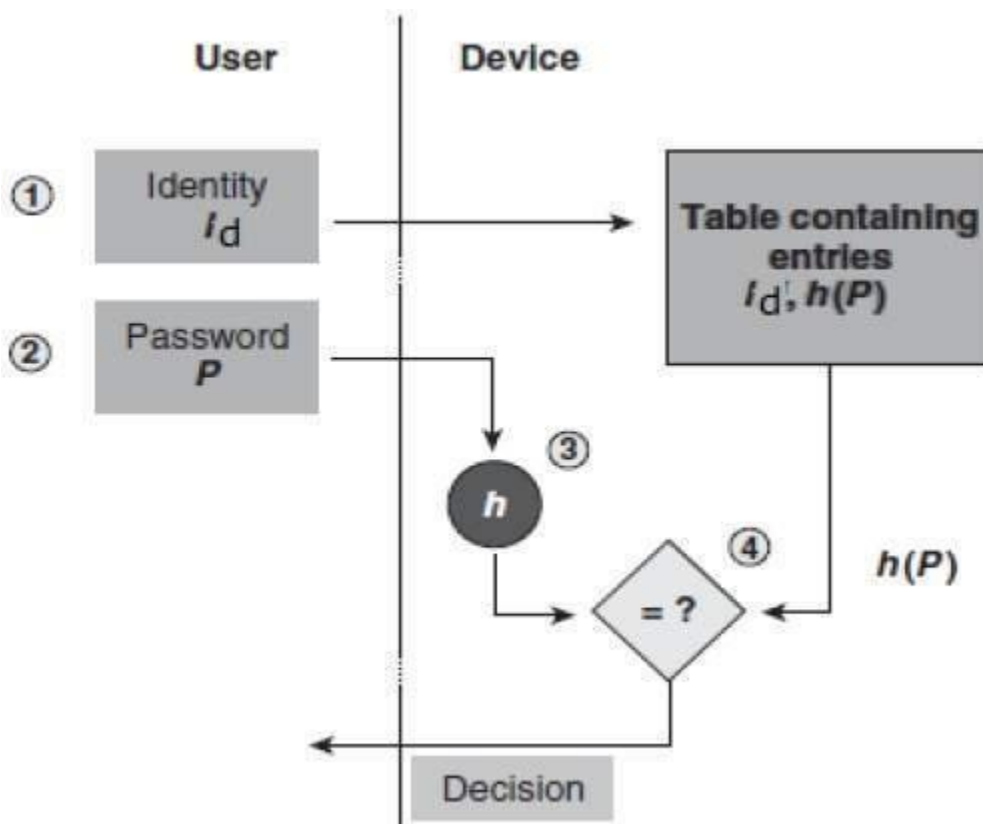 User
Device
①
Identity
id
Table containing
entries
id', h(P)
②
Password
P
③
h
④
= ?
h(P)
Decision